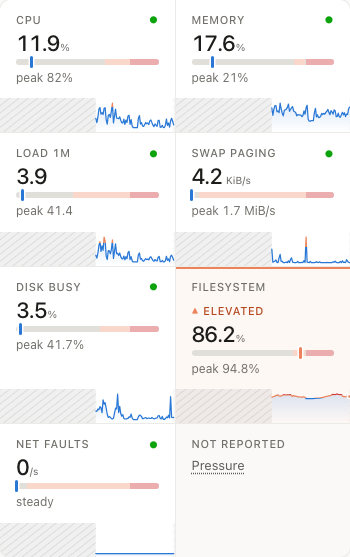 CPU
11.9%
peak 82%
MEMORY
17.6%
peak 21%
LOAD 1M
3.9
peak 41.4
SWAP PAGING
4.2 KiB/s
peak 1.7 MiB/s
DISK BUSY
3.5%
peak 41.7%
FILESYSTEM
▲ ELEVATED
86.2%
peak 94.8%
NET FAULTS
0/s
steady
NOT REPORTED
Pressure